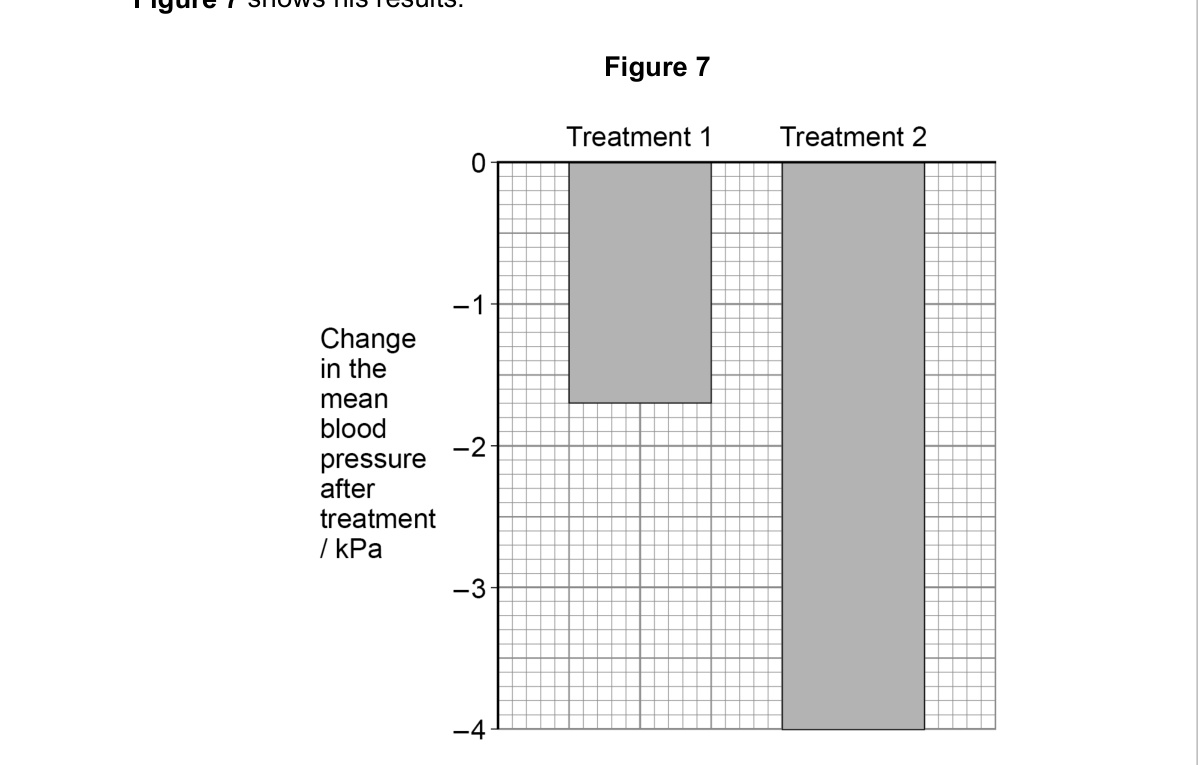 Figure 7 shows his results.
Figure 7
Treatment 1 Treatment 2
0
–1
Change
in the
mean
blood
pressure
after
treatment
/ kPa
–2
–3
–4